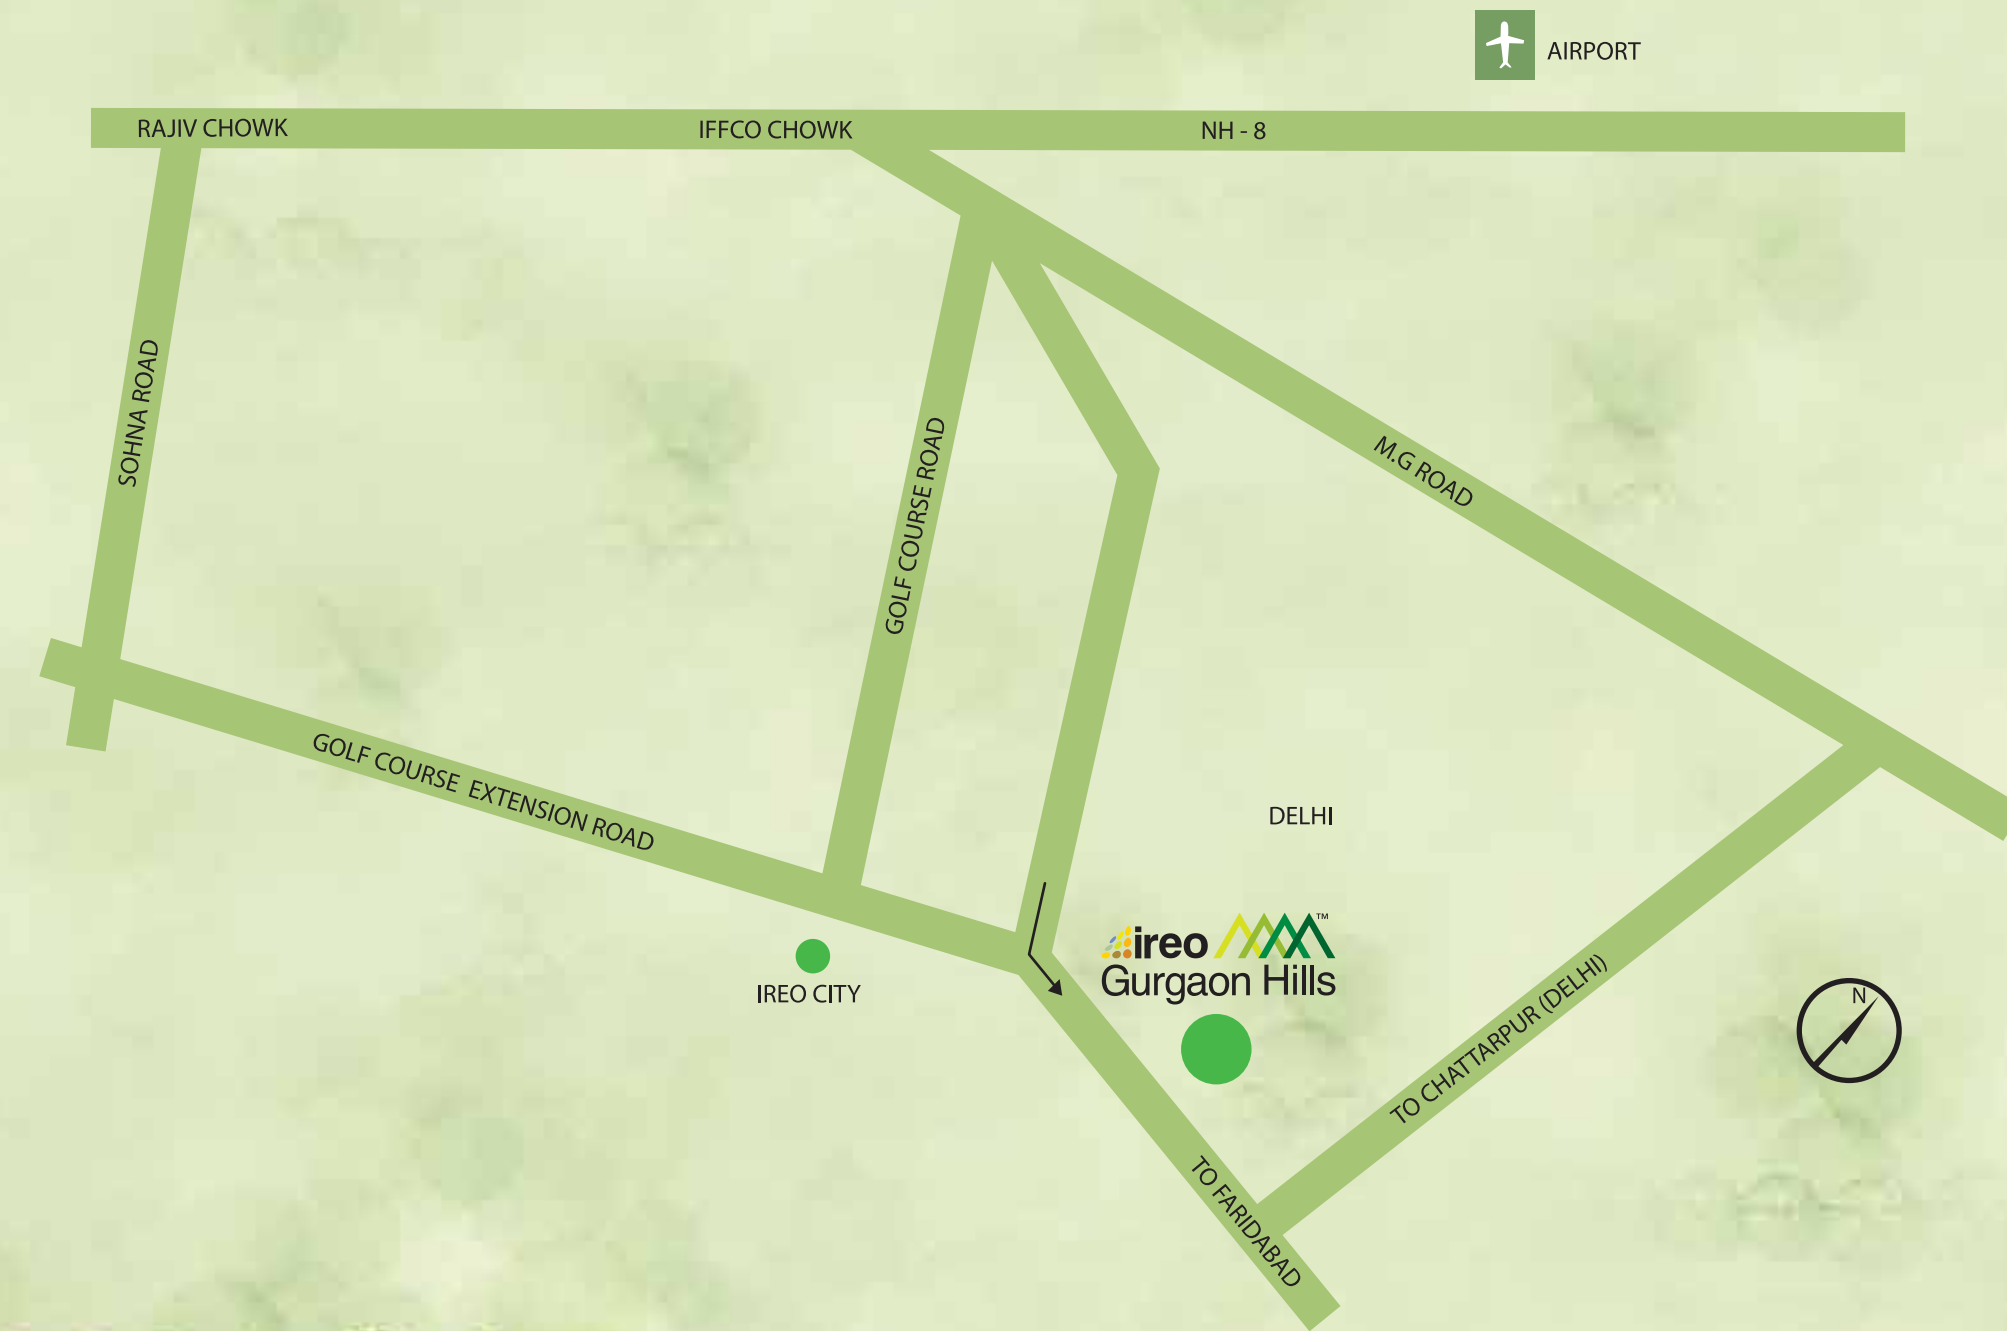 AIRPORT
RAJIV CHOWK
IFFCO CHOWK
NH - 8
SOHNA ROAD
GOLF COURSE ROAD
M.G ROAD
GOLF COURSE EXTENSION ROAD
DELHI
ireo ™
Gurgaon Hills
IREO CITY
TO CHATTARPUR (DELHI)
N
TO FARIDABAD